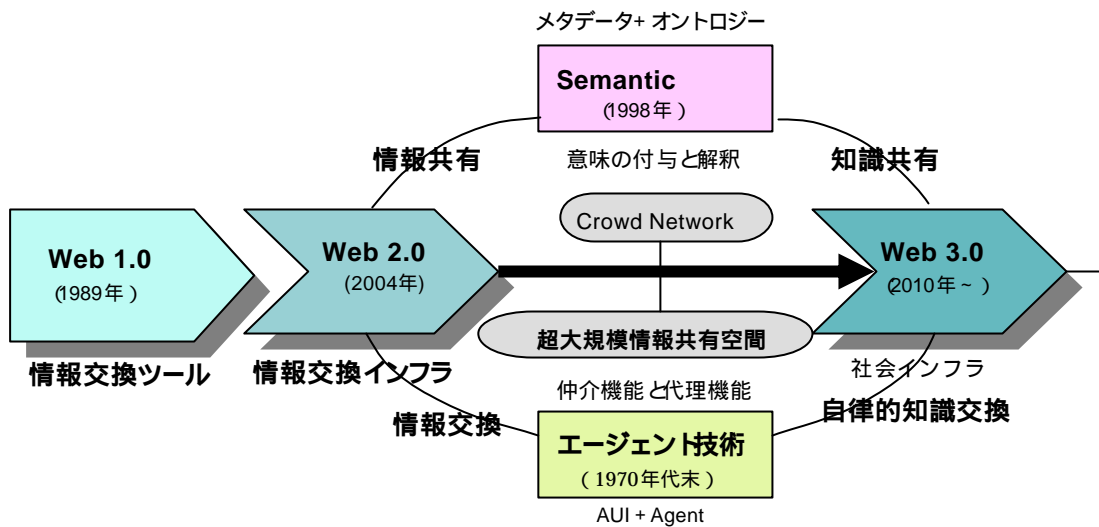 メタデータ+ オントロジー
Semantic
(1998年 )
情報共有
意味の付与と解釈
知識共有
Crowd Network
Web 1.0
(1989年 )
Web 2.0
(2004年)
Web 3.0
(2010年~ )
超大規模情報共有空間
情報交換ツール
情報交換インフラ
社会インフラ
仲介機能と代理機能
自律的知識交換
情報交換
エージェント技術
( 1970年代末 )
AUI + Agent